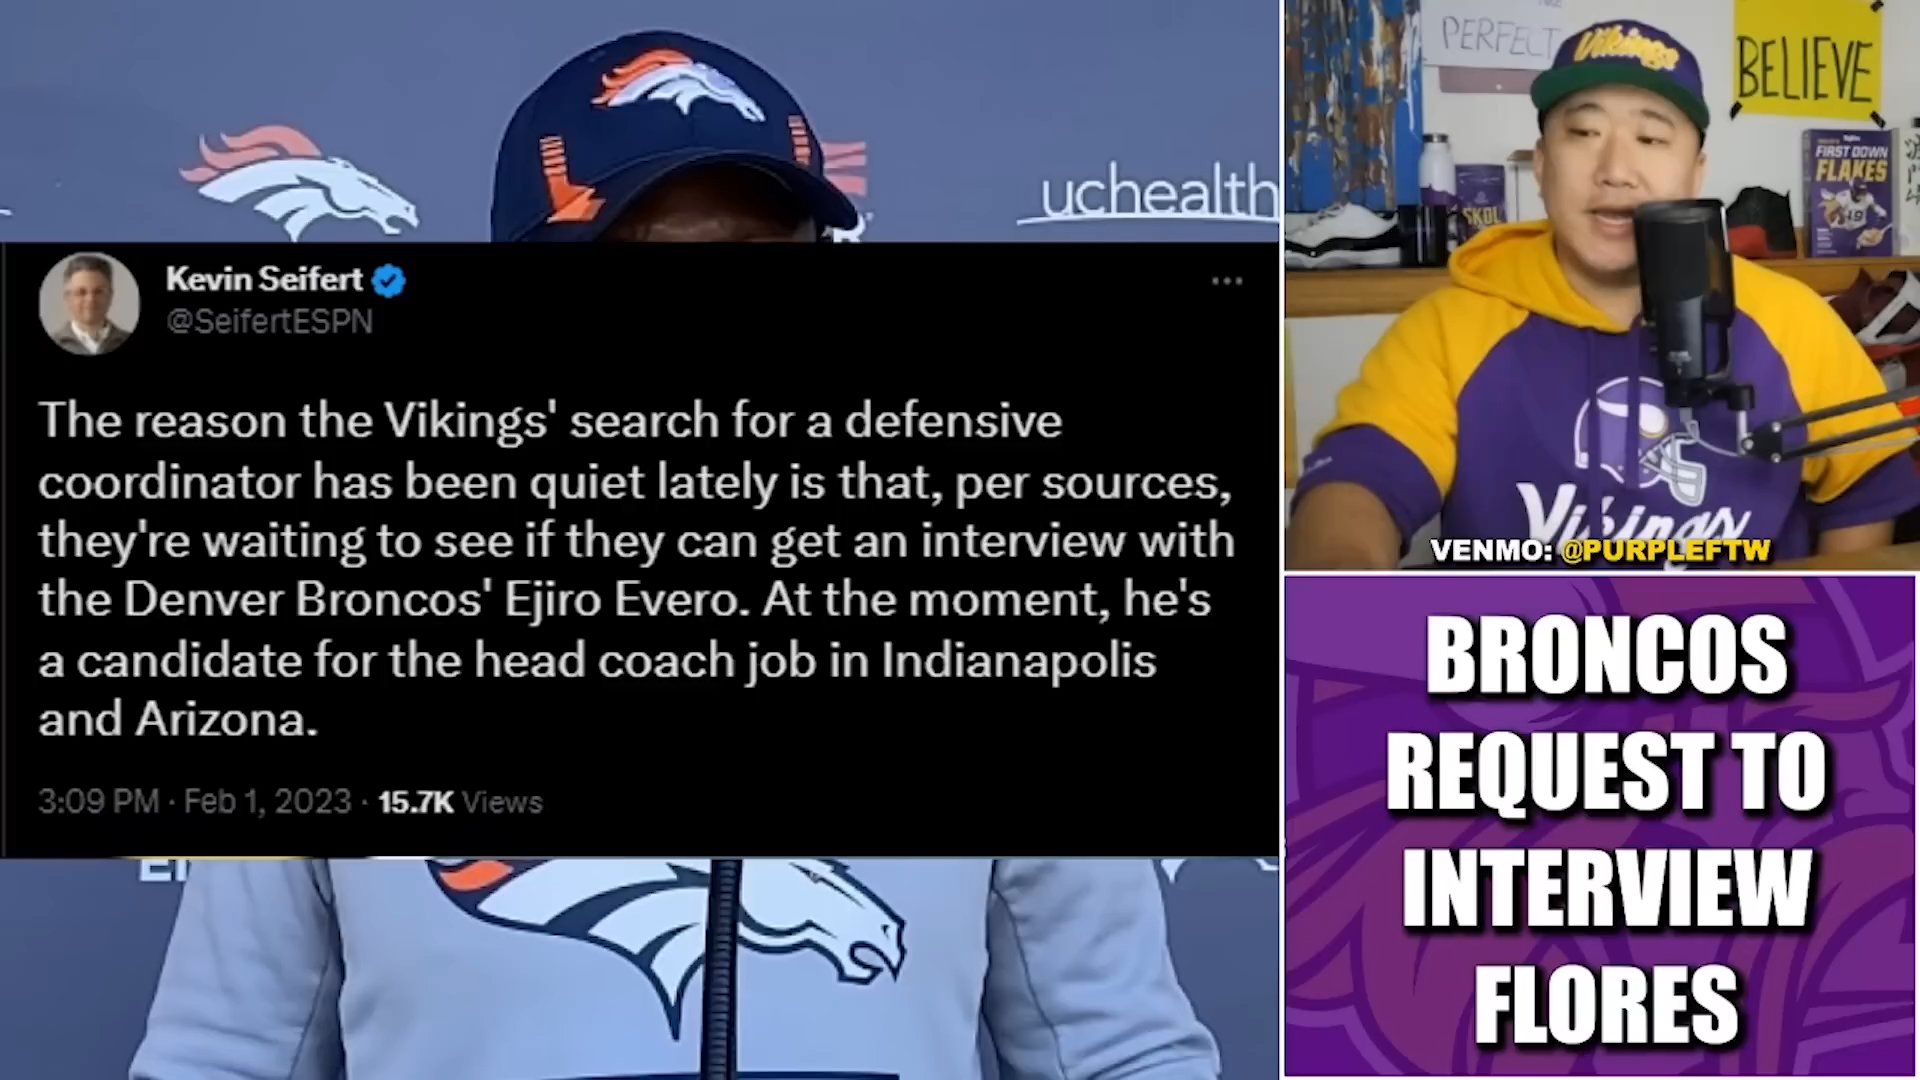 uchealth
Kevin Seifert
@SeifertESPN
The reason the Vikings' search for a defensive
coordinator has been quiet lately is that, per sources,
they're waiting to see if they can get an interview with
the Denver Broncos' Ejiro Evero. At the moment, he's
a candidate for the head coach job in Indianapolis
and Arizona.
3:09 PM · Feb 1, 2023 · 15.7K Views
PERFECT
Vikings
BELIEVE
FIRST DOWN
FLAKES
SKOL
Vikings
VENMO: @PURPLEFTW
BRONCOS
REQUEST TO
INTERVIEW
FLORES